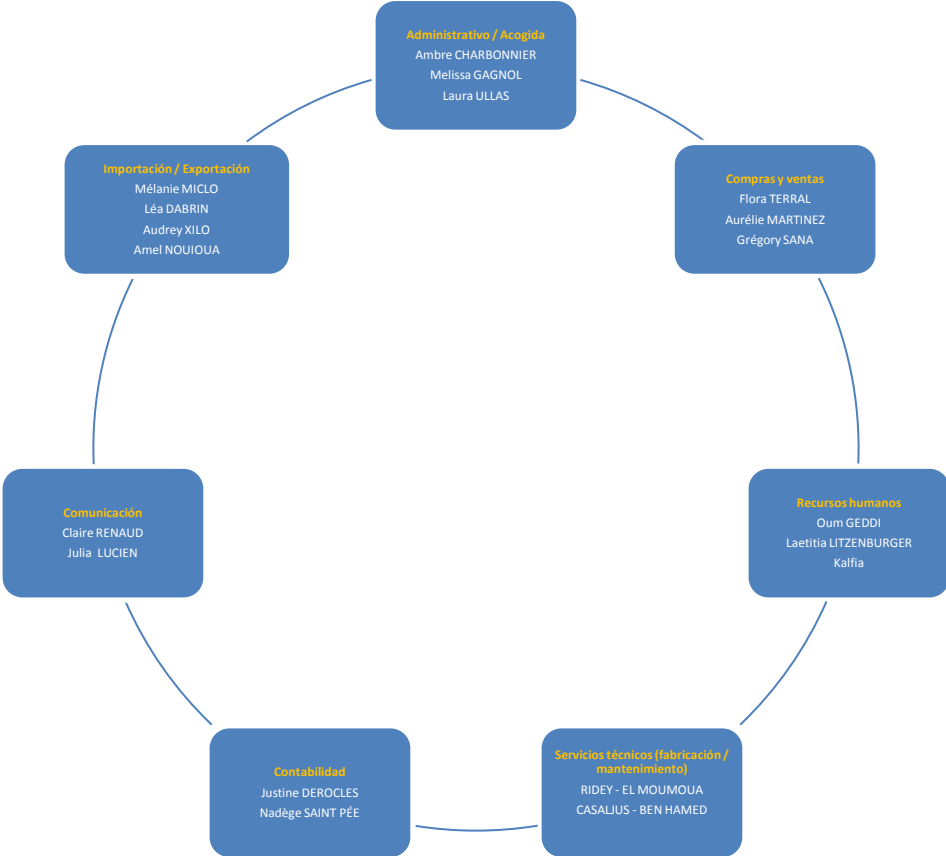 Administrativo / Acogida
Ambre CHARBONNIER
Melissa GAGNOL
Laura ULLAS
Compras y ventas
Flora TERRAL
Aurélie MARTINEZ
Grégory SANA
Recursos humanos
Oum GEDDI
Laetitia LITZENBURGER
Kalfia
Servicios técnicos (fabricación /
mantenimiento)
RIDEY - EL MOUMOUA
CASALJUS - BEN HAMED
Contabilidad
Justine DEROCLES
Nadège SAINT PÉE
Comunicación
Claire RENAUD
Julia LUCIEN
Importación / Exportación
Mélanie MICLO
Léa DABRIN
Audrey XILO
Amel NOUIOUA